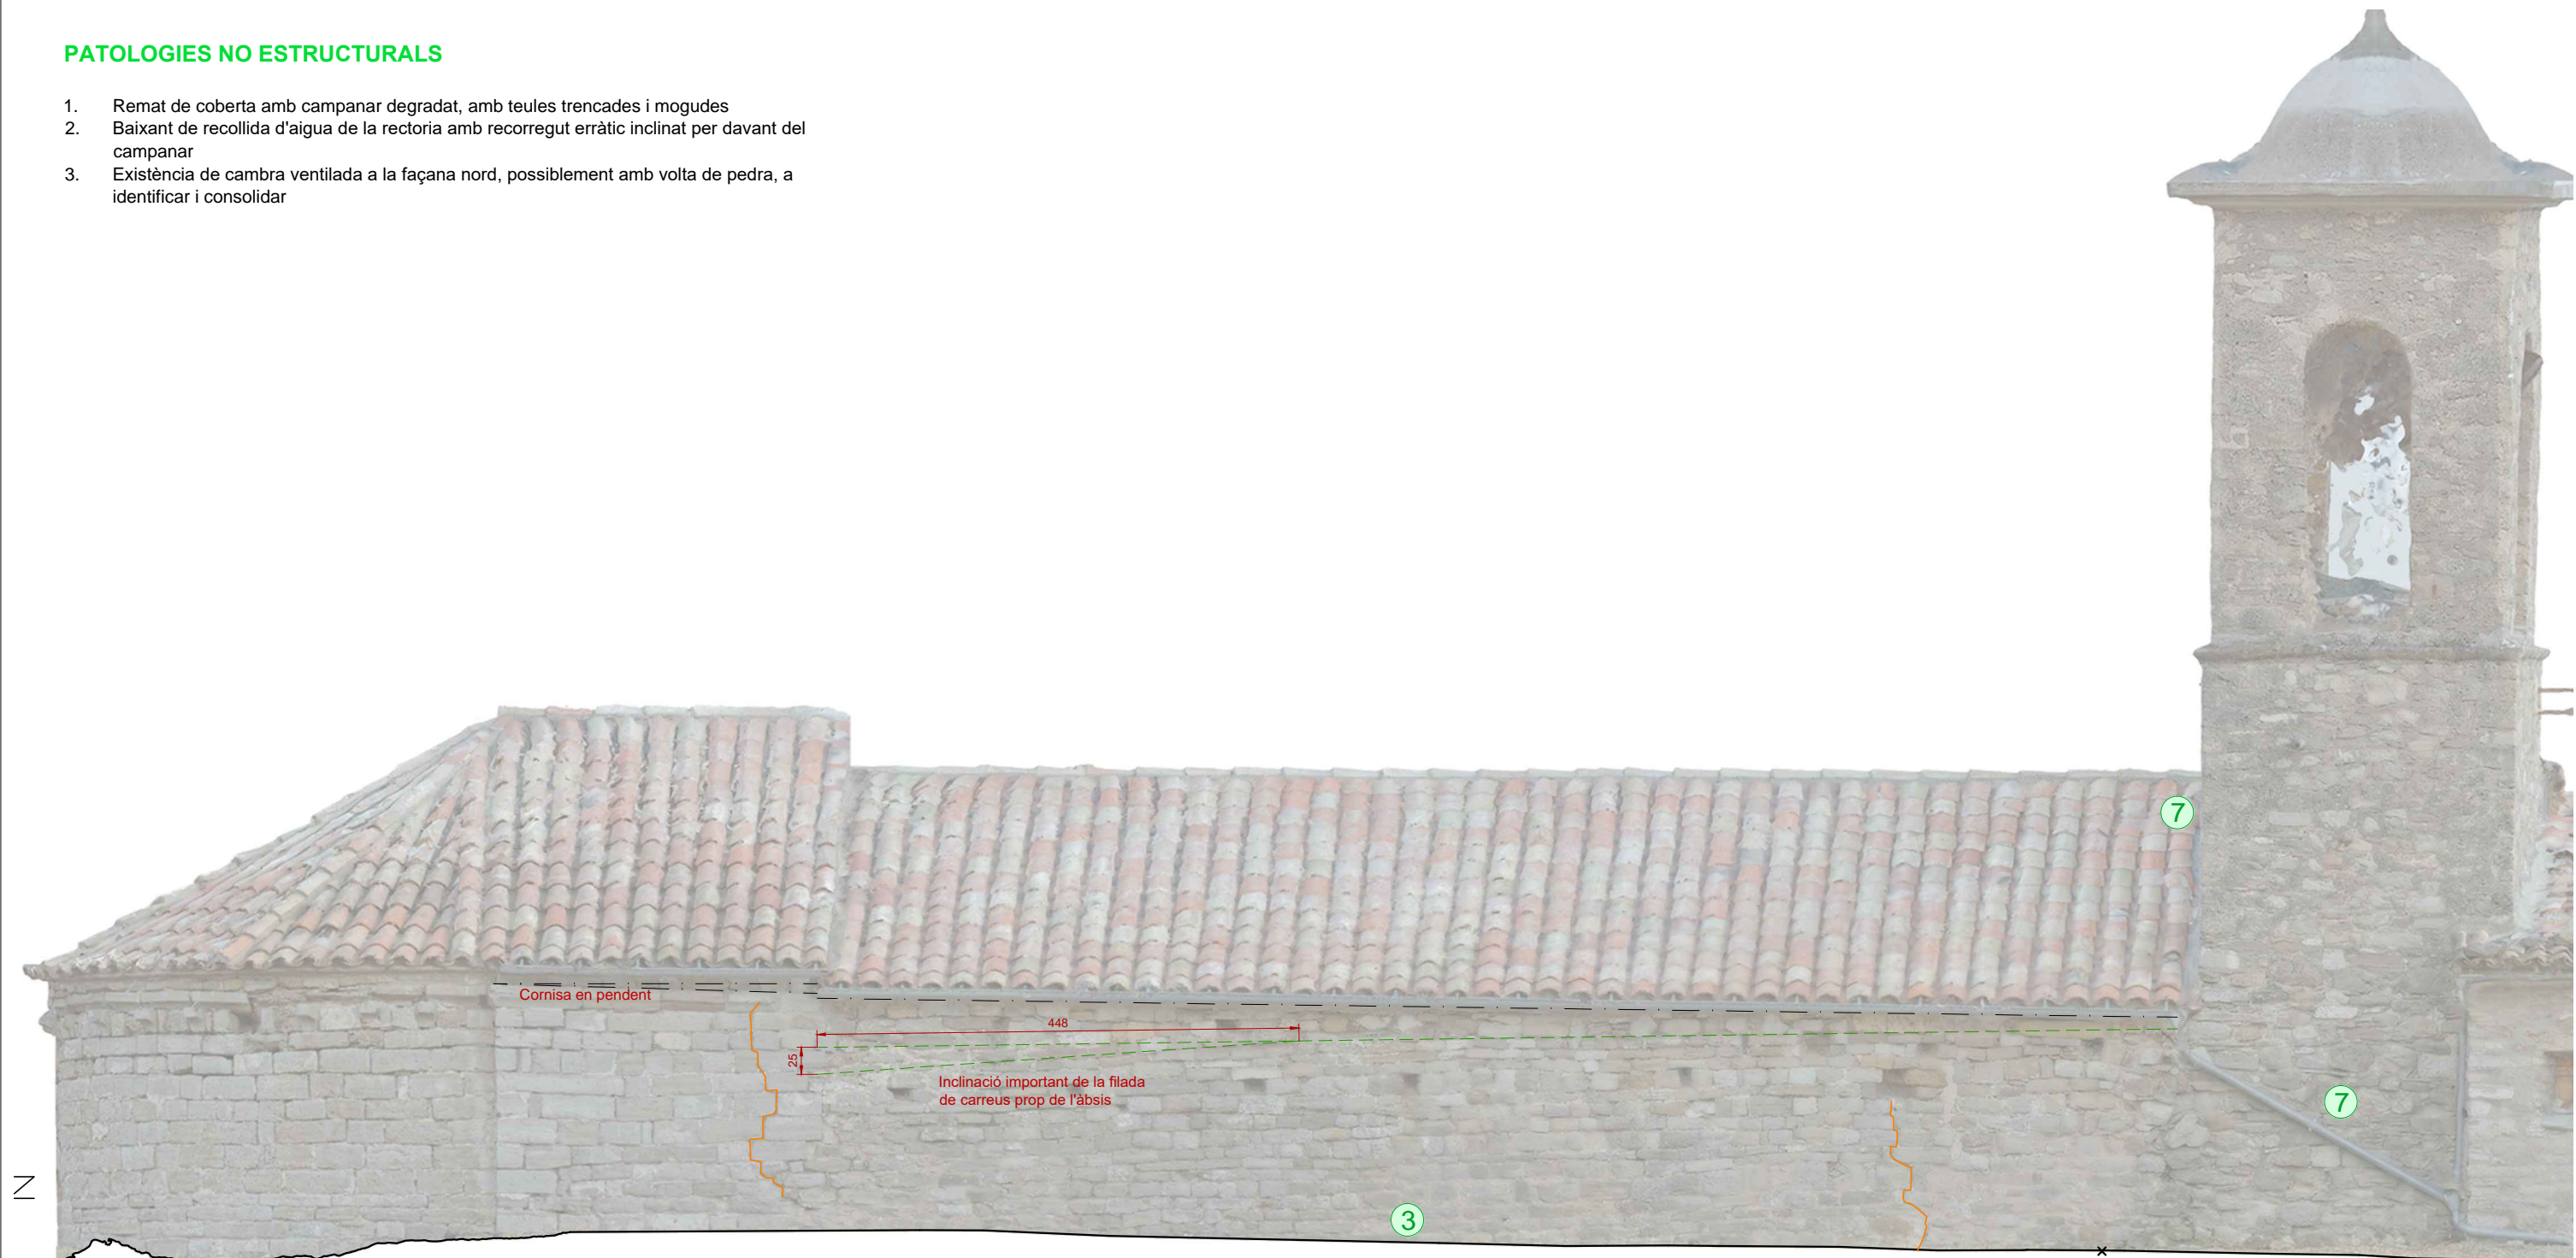 PATOLOGIES NO ESTRUCTURALS
1. Remat de coberta amb campanar degradat, amb teules trencades i mogudes
2. Baixant de recollida d'aigua de la rectoria amb recorregut erràtic inclinat per davant del
campanar
3. Existència de cambra ventilada a la façana nord, possiblement amb volta de pedra, a
identificar i consolidar
7
Cornisa en pendent
448
25
Inclinació important de la filada
de carreus prop de l'àbsis
7
N
3